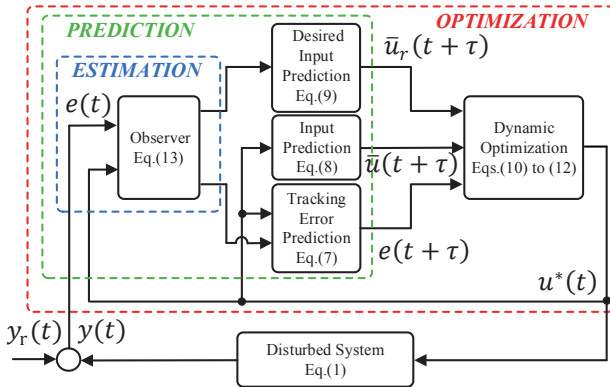 OPTIMIZATION
PREDICTION
ESTIMATION
e(t)
Observer
Eq.(13)
Desired
Input
Prediction
Eq.(9)
ū_r(t + τ)
Input
Prediction
Eq.(8)
ū(t + τ)
Tracking
Error
Prediction
Eq.(7)
e(t + τ)
Dynamic
Optimization
Eqs.(10) to (12)
u*(t)
y_r(t)
y(t)
Disturbed System
Eq.(1)